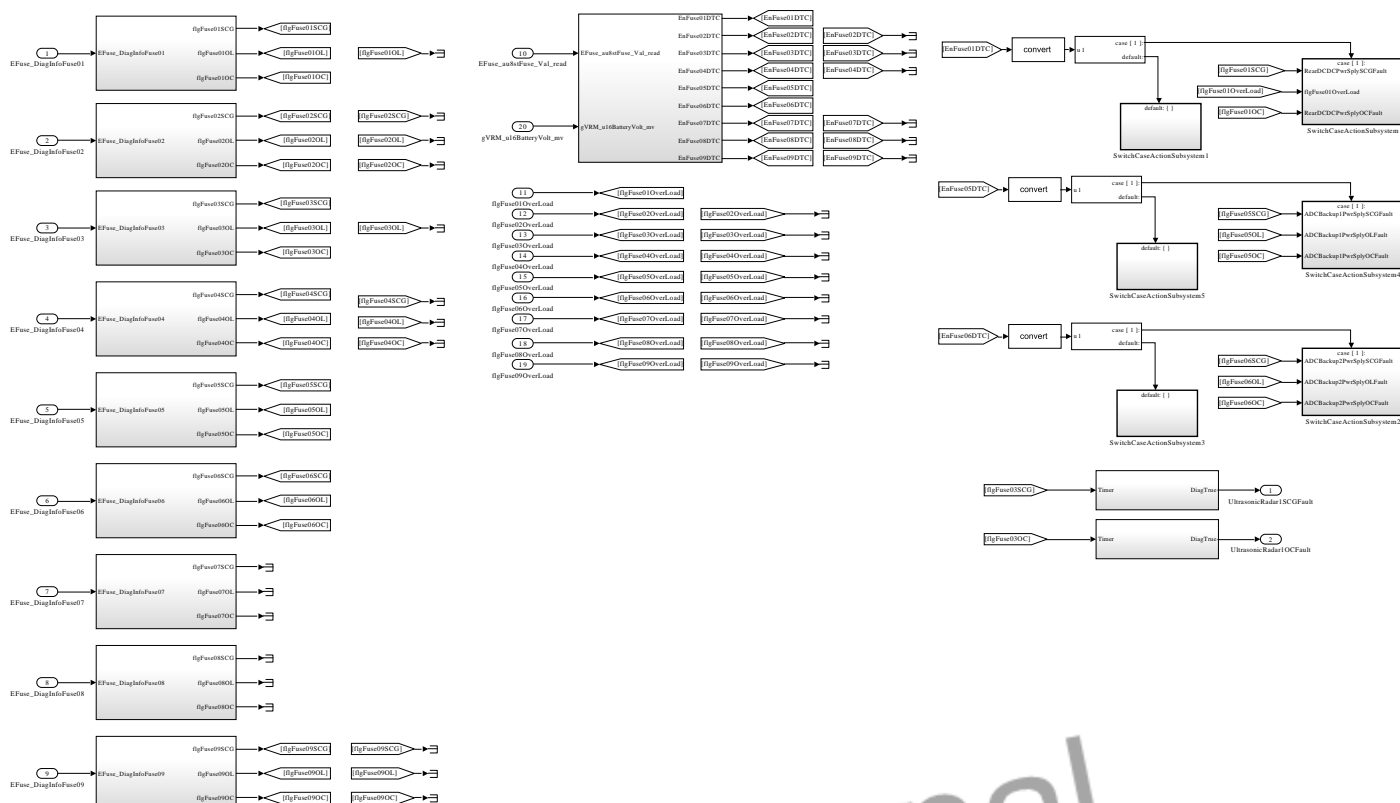 1
EFuse_DiagInfoFuse01
EFuse_DiagInfoFuse01
flgFuse01SCG
flgFuse01OL
flgFuse01OC
[flgFuse01SCG]
[flgFuse01OL]
[flgFuse01OC]
[flgFuse01OL]
2
EFuse_DiagInfoFuse02
EFuse_DiagInfoFuse02
flgFuse02SCG
flgFuse02OL
flgFuse02OC
[flgFuse02SCG]
[flgFuse02OL]
[flgFuse02OC]
[flgFuse02SCG]
[flgFuse02OL]
[flgFuse02OC]
3
EFuse_DiagInfoFuse03
EFuse_DiagInfoFuse03
flgFuse03SCG
flgFuse03OL
flgFuse03OC
[flgFuse03SCG]
[flgFuse03OL]
[flgFuse03OC]
[flgFuse03OL]
4
EFuse_DiagInfoFuse04
EFuse_DiagInfoFuse04
flgFuse04SCG
flgFuse04OL
flgFuse04OC
[flgFuse04SCG]
[flgFuse04OL]
[flgFuse04OC]
[flgFuse04SCG]
[flgFuse04OL]
[flgFuse04OC]
5
EFuse_DiagInfoFuse05
EFuse_DiagInfoFuse05
flgFuse05SCG
flgFuse05OL
flgFuse05OC
[flgFuse05SCG]
[flgFuse05OL]
[flgFuse05OC]
6
EFuse_DiagInfoFuse06
EFuse_DiagInfoFuse06
flgFuse06SCG
flgFuse06OL
flgFuse06OC
[flgFuse06SCG]
[flgFuse06OL]
[flgFuse06OC]
7
EFuse_DiagInfoFuse07
EFuse_DiagInfoFuse07
flgFuse07SCG
flgFuse07OL
flgFuse07OC
8
EFuse_DiagInfoFuse08
EFuse_DiagInfoFuse08
flgFuse08SCG
flgFuse08OL
flgFuse08OC
9
EFuse_DiagInfoFuse09
EFuse_DiagInfoFuse09
flgFuse09SCG
flgFuse09OL
flgFuse09OC
[flgFuse09SCG]
[flgFuse09OL]
[flgFuse09OC]
[flgFuse09SCG]
[flgFuse09OL]
[flgFuse09OC]
10
EFuse_au8stFuse_Val_read
20
gVRM_u16BatteryVolt_mv
EFuse_au8stFuse_Val_read
gVRM_u16BatteryVolt_mv
EnFuse01DTC
EnFuse02DTC
EnFuse03DTC
EnFuse04DTC
EnFuse05DTC
EnFuse06DTC
EnFuse07DTC
EnFuse08DTC
EnFuse09DTC
[EnFuse01DTC]
[EnFuse02DTC]
[EnFuse03DTC]
[EnFuse04DTC]
[EnFuse05DTC]
[EnFuse06DTC]
[EnFuse07DTC]
[EnFuse08DTC]
[EnFuse09DTC]
[EnFuse02DTC]
[EnFuse03DTC]
[EnFuse04DTC]
[EnFuse07DTC]
[EnFuse08DTC]
[EnFuse09DTC]
11
flgFuse01OverLoad
[flgFuse01OverLoad]
12
flgFuse02OverLoad
[flgFuse02OverLoad]
[flgFuse02OverLoad]
13
flgFuse03OverLoad
[flgFuse03OverLoad]
[flgFuse03OverLoad]
14
flgFuse04OverLoad
[flgFuse04OverLoad]
[flgFuse04OverLoad]
15
flgFuse05OverLoad
[flgFuse05OverLoad]
[flgFuse05OverLoad]
16
flgFuse06OverLoad
[flgFuse06OverLoad]
[flgFuse06OverLoad]
17
flgFuse07OverLoad
[flgFuse07OverLoad]
[flgFuse07OverLoad]
18
flgFuse08OverLoad
[flgFuse08OverLoad]
[flgFuse08OverLoad]
19
flgFuse09OverLoad
[flgFuse09OverLoad]
[flgFuse09OverLoad]
[EnFuse01DTC]
convert
u1
case [ 1 ]:
default:
default: { }
SwitchCaseActionSubsystem1
[flgFuse01SCG]
[flgFuse01OverLoad]
[flgFuse01OC]
case [ 1 ]:
RearDCDCPwrSplySCGFault
flgFuse01OverLoad
RearDCDCPwrSplyOCFault
SwitchCaseActionSubsystem
[EnFuse05DTC]
convert
u1
case [ 1 ]:
default:
default: { }
SwitchCaseActionSubsystem5
[flgFuse05SCG]
[flgFuse05OL]
[flgFuse05OC]
case [ 1 ]:
ADCBackup1PwrSplySCGFault
ADCBackup1PwrSplyOLFault
ADCBackup1PwrSplyOCFault
SwitchCaseActionSubsystem4
[EnFuse06DTC]
convert
u1
case [ 1 ]:
default:
default: { }
SwitchCaseActionSubsystem3
[flgFuse06SCG]
[flgFuse06OL]
[flgFuse06OC]
case [ 1 ]:
ADCBackup2PwrSplySCGFault
ADCBackup2PwrSplyOLFault
ADCBackup2PwrSplyOCFault
SwitchCaseActionSubsystem2
[flgFuse03SCG]
Timer
DiagTrue
1
UltrasonicRadar1SCGFault
[flgFuse03OC]
Timer
DiagTrue
2
UltrasonicRadar1OCFault